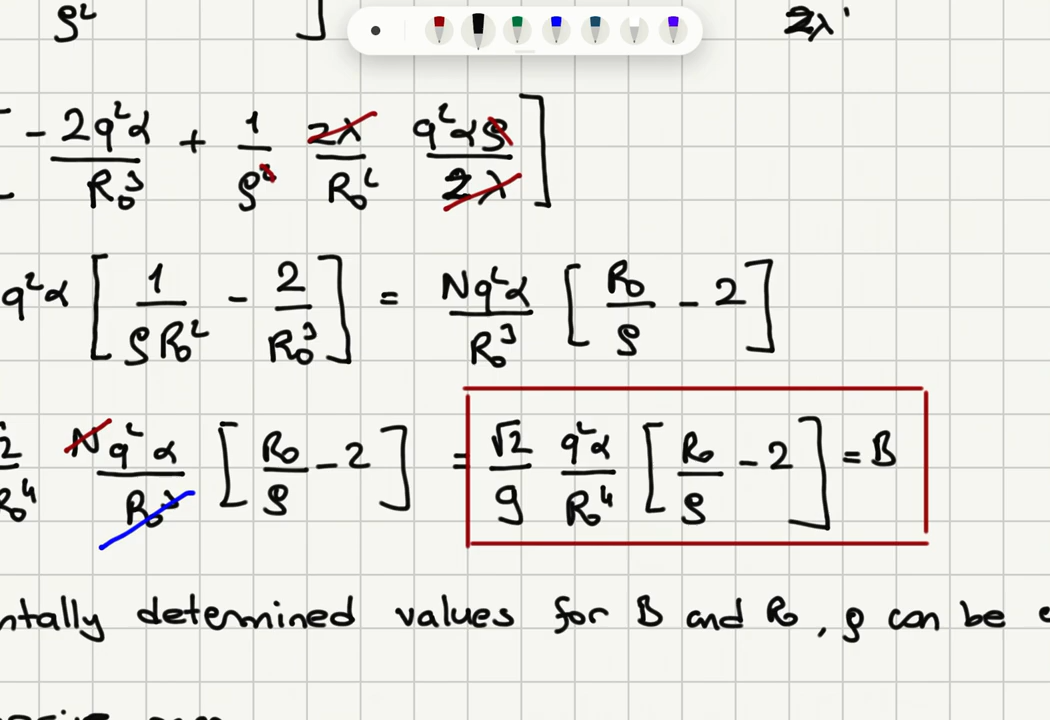 ρ² ] 2λ
- 2q²α/R₀³ + 1/ρ² 2λ/R₀² q²αρ/2λ ]
q²α [ 1/ρR₀² - 2/R₀³ ] = Nq²α/R₀³ [ R₀/ρ - 2 ]
R₀⁴ Nq²α/R₀³ [ R₀/ρ - 2 ] = √2/9 q²α/R₀⁴ [ R₀/ρ - 2 ] = B
ntally determined values for B and R₀, ρ can be